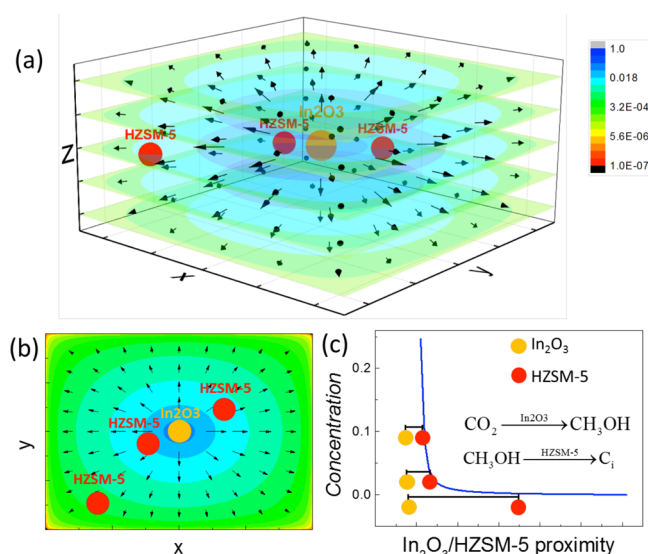 (a)
In2O3
HZSM-5
HZSM-5
HZSM-5
Z
x
y
1.0
0.018
3.2E-04
5.6E-06
1.0E-07
(b)
HZSM-5
In2O3
HZSM-5
HZSM-5
y
x
(c)
In₂O₃
HZSM-5
0.2
0.1
0.0
Concentration
CO₂ In2O3 → CH₃OH
CH₃OH HZSM-5 → Cᵢ
In₂O₃/HZSM-5 proximity